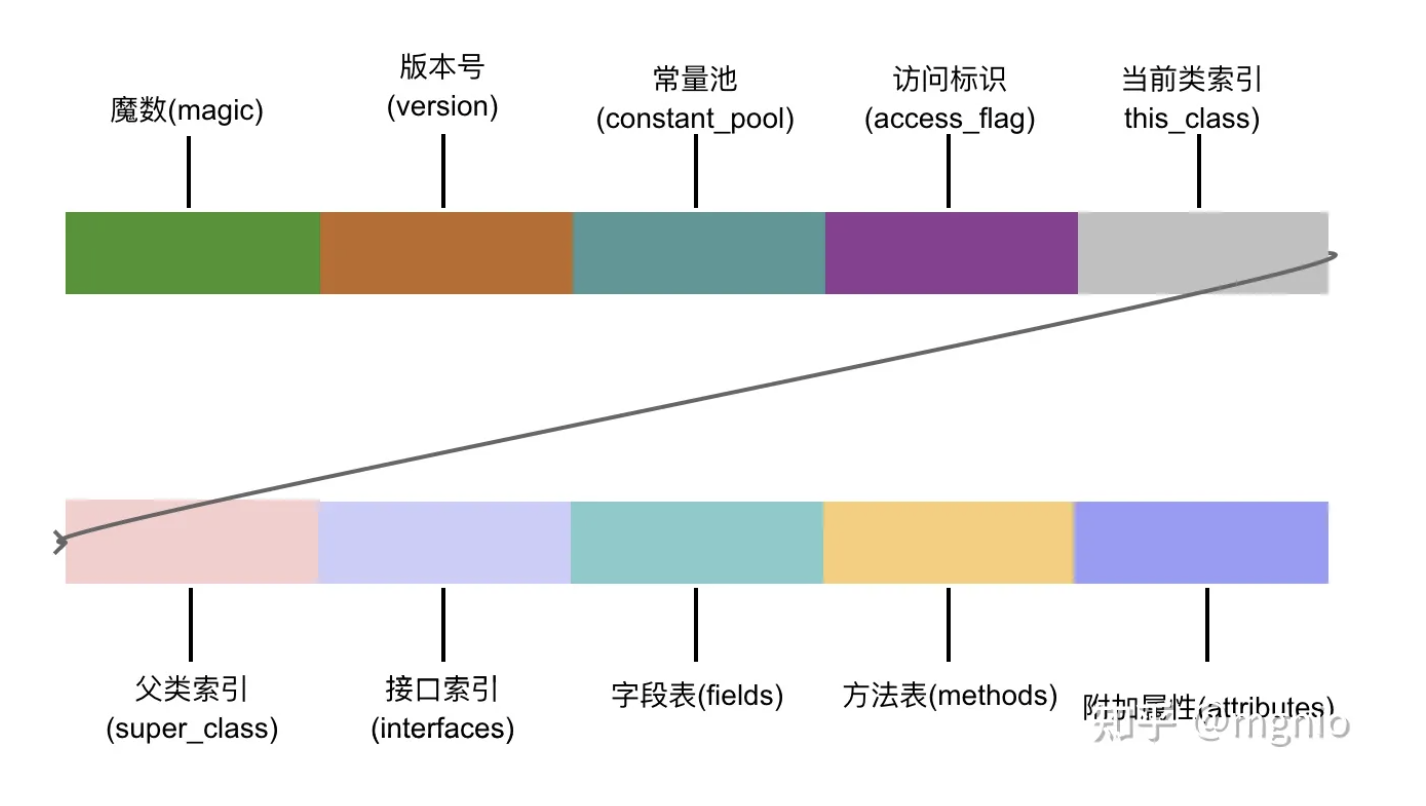 魔数(magic)
版本号
(version)
常量池
(constant_pool)
访问标识
(access_flag)
当前类索引
this_class)
父类索引
(super_class)
接口索引
(interfaces)
字段表(fields)
方法表(methods)
附加属性(attributes)
知乎 @mghio